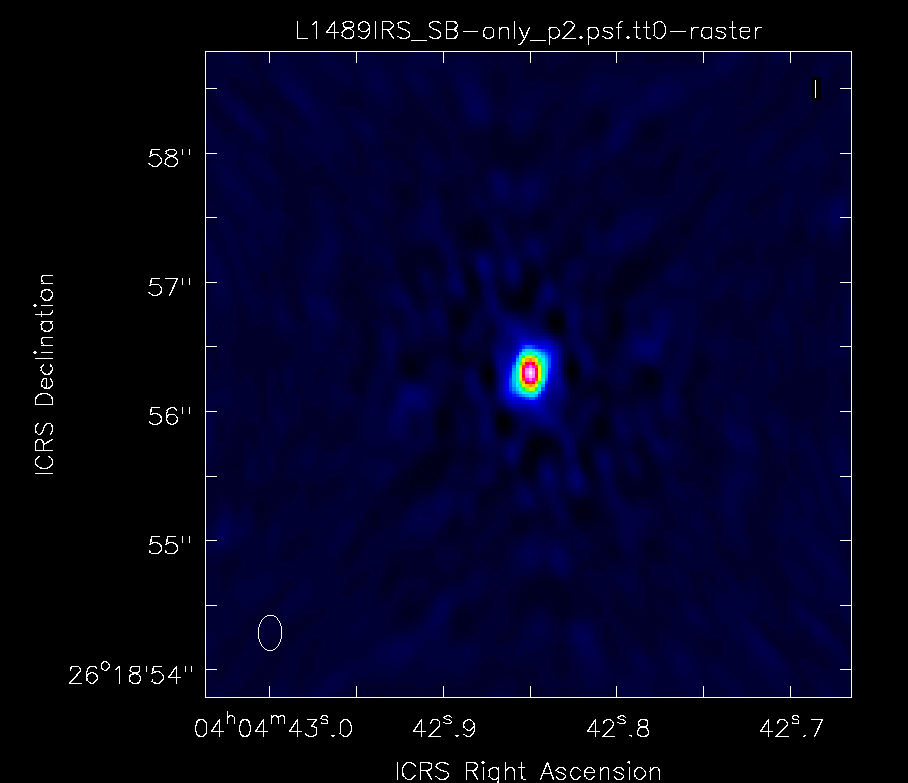 L1489IRS_SB-only_p2.psf.tt0-raster
I
58"
57"
56"
55"
26°18'54"
ICRS Declination
04ʰ04ᵐ43ˢ.0
42ˢ.9
42ˢ.8
42ˢ.7
ICRS Right Ascension